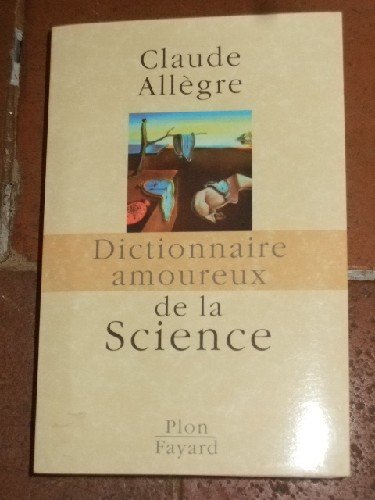 Claude
Allègre
Dictionnaire
amoureux
de la
Science
Plon
Fayard